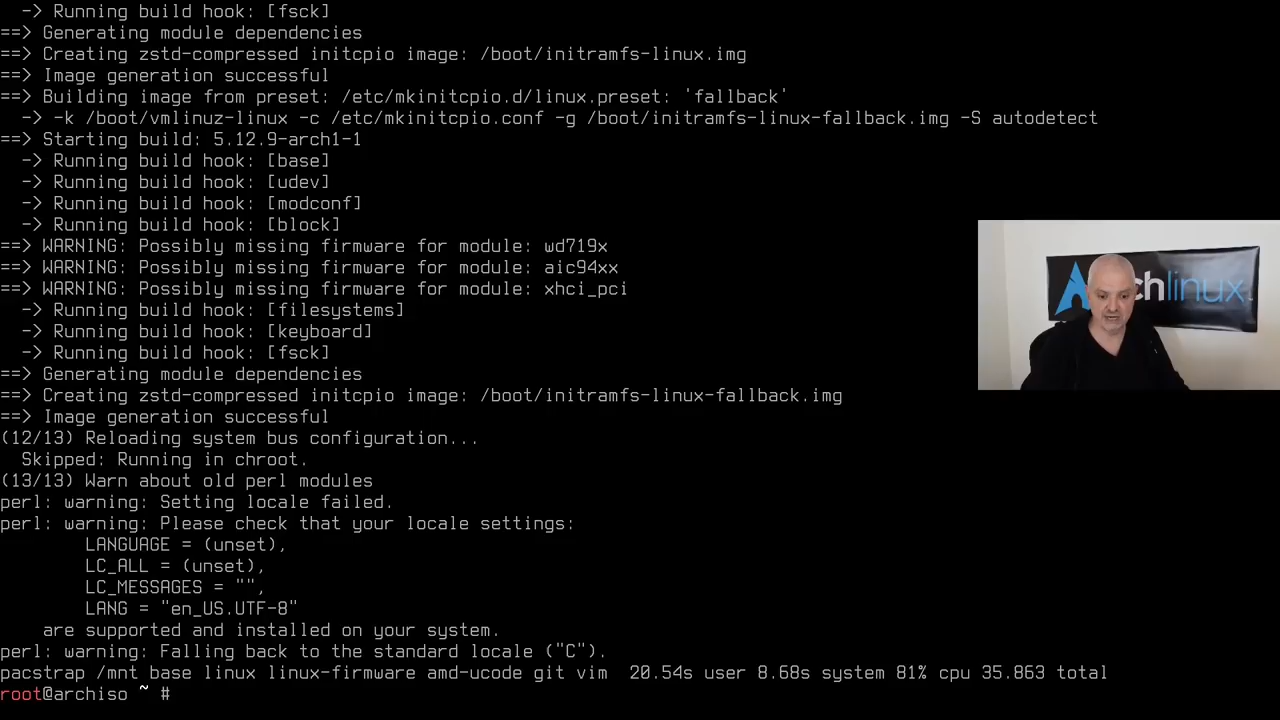 -> Running build hook: [fsck]
==> Generating module dependencies
==> Creating zstd-compressed initcpio image: /boot/initramfs-linux.img
==> Image generation successful
==> Building image from preset: /etc/mkinitcpio.d/linux.preset: 'fallback'
-> -k /boot/vmlinuz-linux -c /etc/mkinitcpio.conf -g /boot/initramfs-linux-fallback.img -S autodetect
==> Starting build: 5.12.9-arch1-1
-> Running build hook: [base]
-> Running build hook: [udev]
-> Running build hook: [modconf]
-> Running build hook: [block]
==> WARNING: Possibly missing firmware for module: wd719x
==> WARNING: Possibly missing firmware for module: aic94xx
==> WARNING: Possibly missing firmware for module: xhci_pci
-> Running build hook: [filesystems]
-> Running build hook: [keyboard]
-> Running build hook: [fsck]
==> Generating module dependencies
==> Creating zstd-compressed initcpio image: /boot/initramfs-linux-fallback.img
==> Image generation successful
(12/13) Reloading system bus configuration...
Skipped: Running in chroot.
(13/13) Warn about old perl modules
perl: warning: Setting locale failed.
perl: warning: Please check that your locale settings:
LANGUAGE = (unset),
LC_ALL = (unset),
LC_MESSAGES = "",
LANG = "en_US.UTF-8"
are supported and installed on your system.
perl: warning: Falling back to the standard locale ("C").
pacstrap /mnt base linux linux-firmware amd-ucode git vim 20.54s user 8.68s system 81% cpu 35.863 total
root@archiso ~ #
chlinux